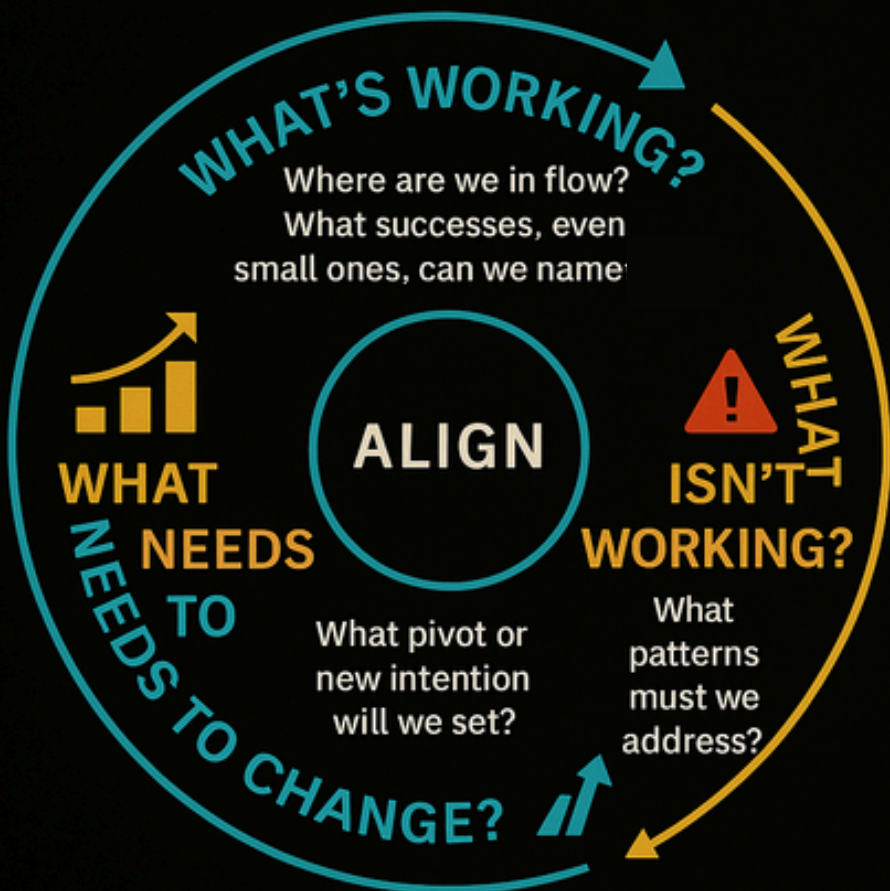 WHAT'S WORKING?
Where are we in flow?
What successes, even
small ones, can we name
ALIGN
WHAT
ISN'T
WORKING?
What
patterns
must we
address?
WHAT
NEEDS
TO
NEEDS TO CHANGE?
What pivot or
new intention
will we set?